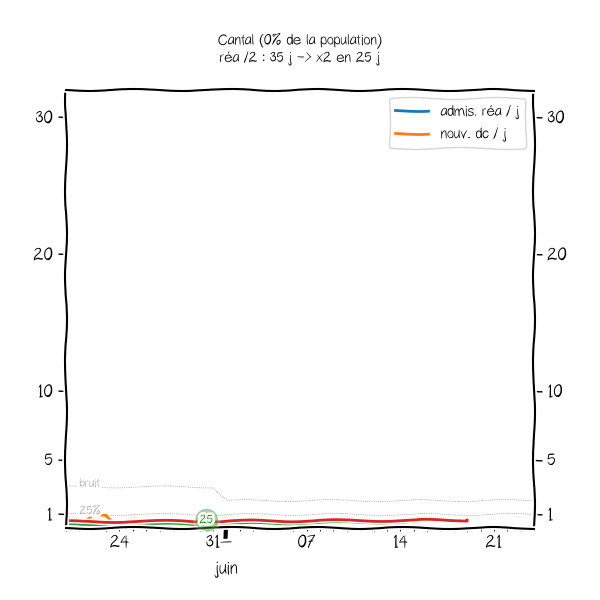 Cantal (0% de la population)
réa /2 : 35 j -> x2 en 25 j
admis. réa / j
nouv. dc / j
30 30
20 20
10 10
5 5
bruit
25%
1 1
25
24 31 07 14 21
juin